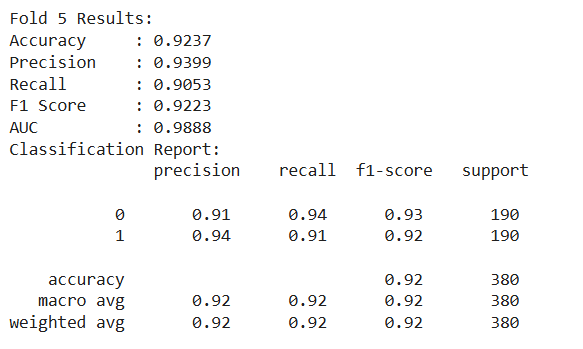 Fold 5 Results:
Accuracy     : 0.9237
Precision    : 0.9399
Recall       : 0.9053
F1 Score     : 0.9223
AUC          : 0.9888
Classification Report:
              precision    recall  f1-score   support

           0       0.91      0.94      0.93       190
           1       0.94      0.91      0.92       190

    accuracy                           0.92       380
   macro avg       0.92      0.92      0.92       380
weighted avg       0.92      0.92      0.92       380